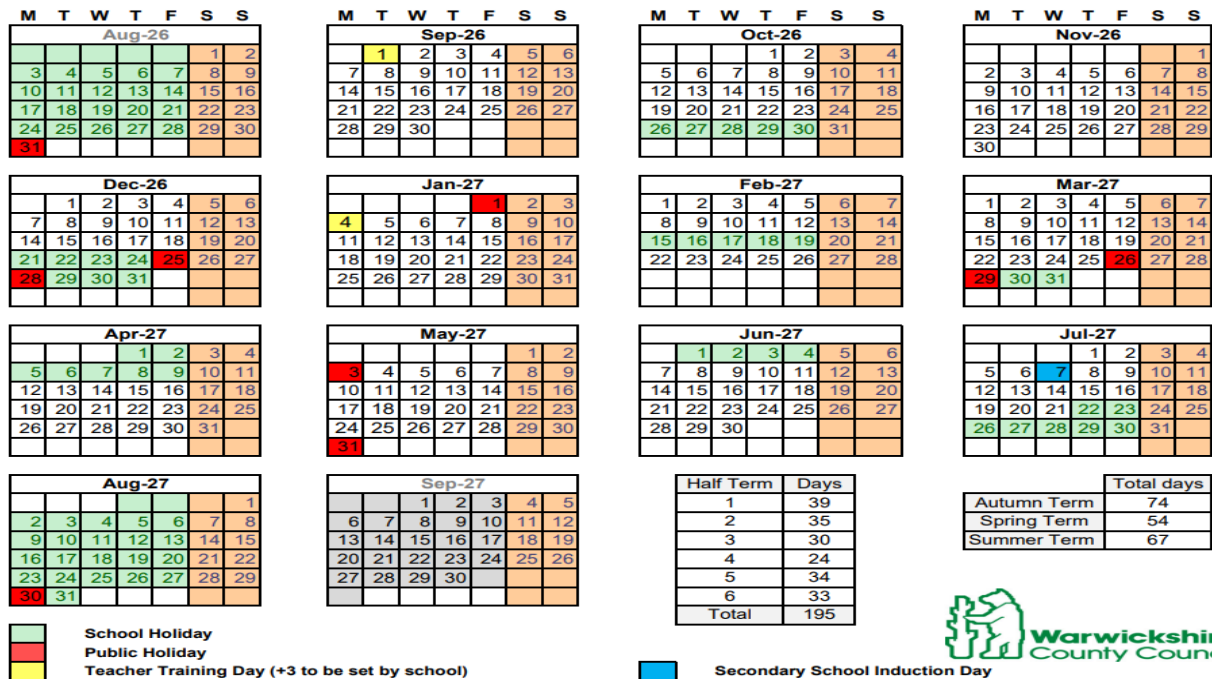 M T W T F S S M T W T F S S M T W T F S S M T W T F S S
Aug-26 Sep-26 Oct-26 Nov-26
1 2 1 2 3 4 5 6 1 2 3 4 1
3 4 5 6 7 8 9 7 8 9 10 11 12 13 5 6 7 8 9 10 11 2 3 4 5 6 7 8
10 11 12 13 14 15 16 14 15 16 17 18 19 20 12 13 14 15 16 17 18 9 10 11 12 13 14 15
17 18 19 20 21 22 23 21 22 23 24 25 26 27 19 20 21 22 23 24 25 16 17 18 19 20 21 22
24 25 26 27 28 29 30 28 29 30 26 27 28 29 30 31 23 24 25 26 27 28 29
31 30
Dec-26 Jan-27 Feb-27 Mar-27
1 2 3 4 5 6 1 2 3 1 2 3 4 5 6 7 1 2 3 4 5 6 7
7 8 9 10 11 12 13 4 5 6 7 8 9 10 8 9 10 11 12 13 14 8 9 10 11 12 13 14
14 15 16 17 18 19 20 11 12 13 14 15 16 17 15 16 17 18 19 20 21 15 16 17 18 19 20 21
21 22 23 24 25 26 27 18 19 20 21 22 23 24 22 23 24 25 26 27 28 22 23 24 25 26 27 28
28 29 30 31 25 26 27 28 29 30 31 29 30 31
Apr-27 May-27 Jun-27 Jul-27
1 2 3 4 1 2 1 2 3 4 5 6 1 2 3 4
5 6 7 8 9 10 11 3 4 5 6 7 8 9 7 8 9 10 11 12 13 5 6 7 8 9 10 11
12 13 14 15 16 17 18 10 11 12 13 14 15 16 14 15 16 17 18 19 20 12 13 14 15 16 17 18
19 20 21 22 23 24 25 17 18 19 20 21 22 23 21 22 23 24 25 26 27 19 20 21 22 23 24 25
26 27 28 29 30 31 24 25 26 27 28 29 30 28 29 30 26 27 28 29 30 31
31
Aug-27 Sep-27 Half Term Days Total days
1 1 2 3 4 5 1 39 Autumn Term 74
2 3 4 5 6 7 8 6 7 8 9 10 11 12 2 35 Spring Term 54
9 10 11 12 13 14 15 13 14 15 16 17 18 19 3 30 Summer Term 67
16 17 18 19 20 21 22 20 21 22 23 24 25 26 4 24
23 24 25 26 27 28 29 27 28 29 30 5 34
30 31 6 33
Total 195
Warwickshi
County Counc
School Holiday
Public Holiday
Teacher Training Day (+3 to be set by school) Secondary School Induction Day